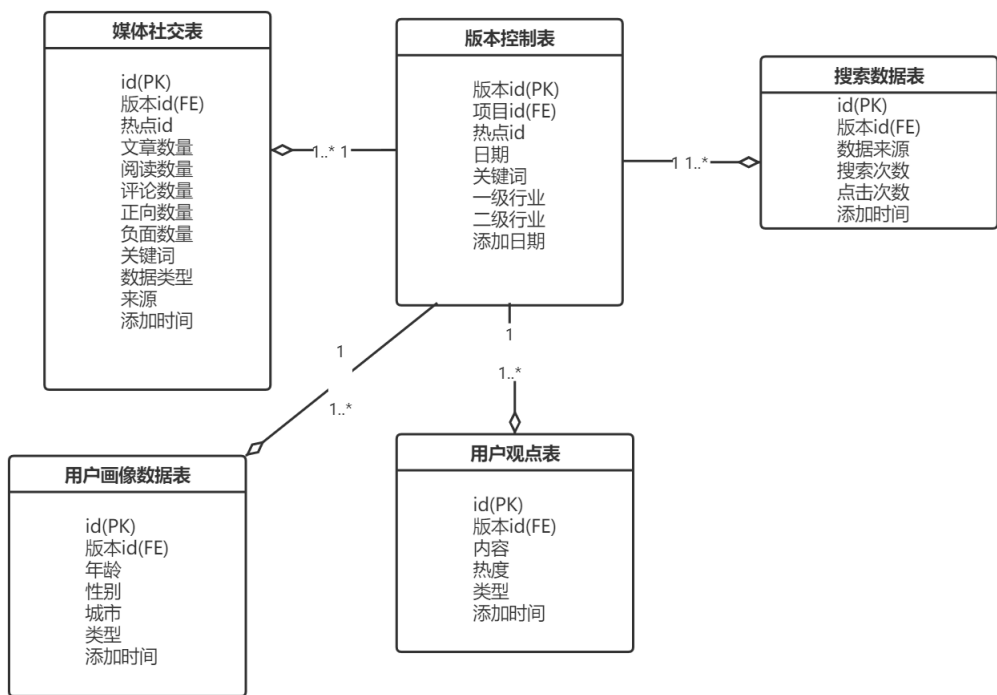 媒体社交表
id(PK)
版本id(FE)
热点id
文章数量
阅读数量
评论数量
正向数量
负面数量
关键词
数据类型
来源
添加时间
1..* 1
版本控制表
版本id(PK)
项目id(FE)
热点id
日期
关键词
一级行业
二级行业
添加日期
1 1..*
搜索数据表
id(PK)
版本id(FE)
数据来源
搜索次数
点击次数
添加时间
1
1..*
1
1..*
用户画像数据表
id(PK)
版本id(FE)
年龄
性别
城市
类型
添加时间
用户观点表
id(PK)
版本id(FE)
内容
热度
类型
添加时间